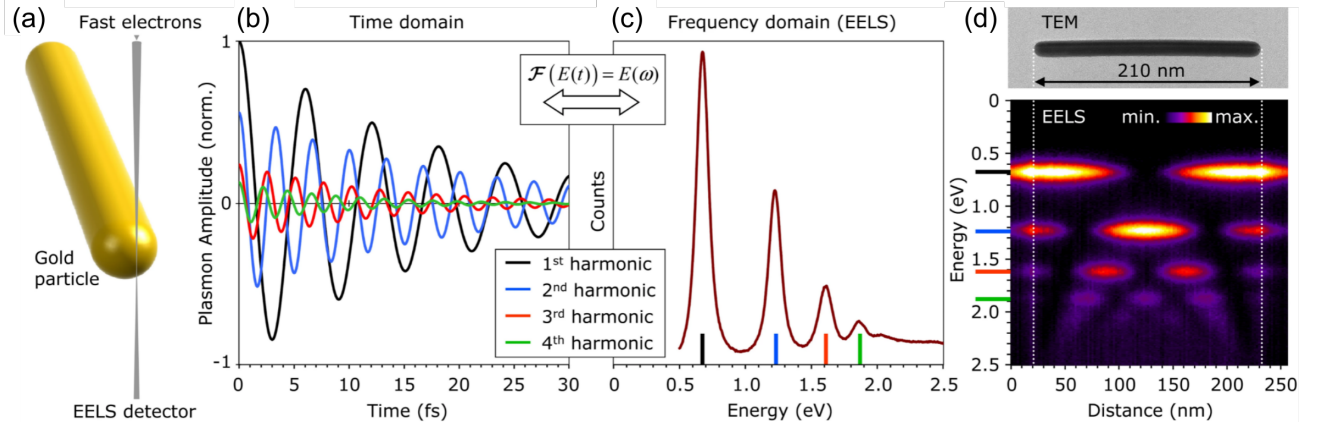 (a)
Fast electrons
Gold
particle
EELS detector
(b)
Time domain
Plasmon Amplitude (norm.)
1
0
-1
0 5 10 15 20 25 30
Time (fs)
1st harmonic
2nd harmonic
3rd harmonic
4th harmonic
ℱ(E(t))=E(ω)
(c)
Frequency domain (EELS)
Counts
0 0.5 1.0 1.5 2.0 2.5
Energy (eV)
(d)
TEM
210 nm
EELS min. max.
Energy (eV)
0
0.5
1.0
1.5
2.0
2.5
0 50 100 150 200 250
Distance (nm)